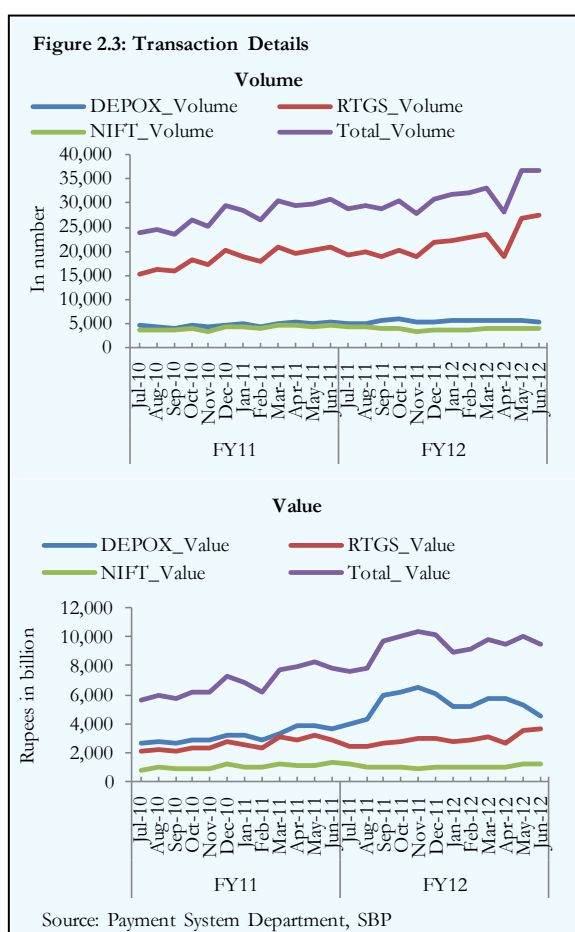 Figure 2.3: Transaction Details
Volume
DEPOX_Volume RTGS_Volume
NIFT_Volume Total_Volume
40,000
35,000
30,000
25,000
20,000
15,000
10,000
5,000
0
In number
Jul-10 Aug-10 Sep-10 Oct-10 Nov-10 Dec-10 Jan-11 Feb-11 Mar-11 Apr-11 May-11 Jun-11 Jul-11 Aug-11 Sep-11 Oct-11 Nov-11 Dec-11 Jan-12 Feb-12 Mar-12 Apr-12 May-12 Jun-12
FY11 FY12
Value
DEPOX_Value RTGS_Value
NIFT_Value Total_ Value
12,000
10,000
8,000
6,000
4,000
2,000
0
Rupees in billion
Jul-10 Aug-10 Sep-10 Oct-10 Nov-10 Dec-10 Jan-11 Feb-11 Mar-11 Apr-11 May-11 Jun-11 Jul-11 Aug-11 Sep-11 Oct-11 Nov-11 Dec-11 Jan-12 Feb-12 Mar-12 Apr-12 May-12 Jun-12
FY11 FY12
Source: Payment System Department, SBP